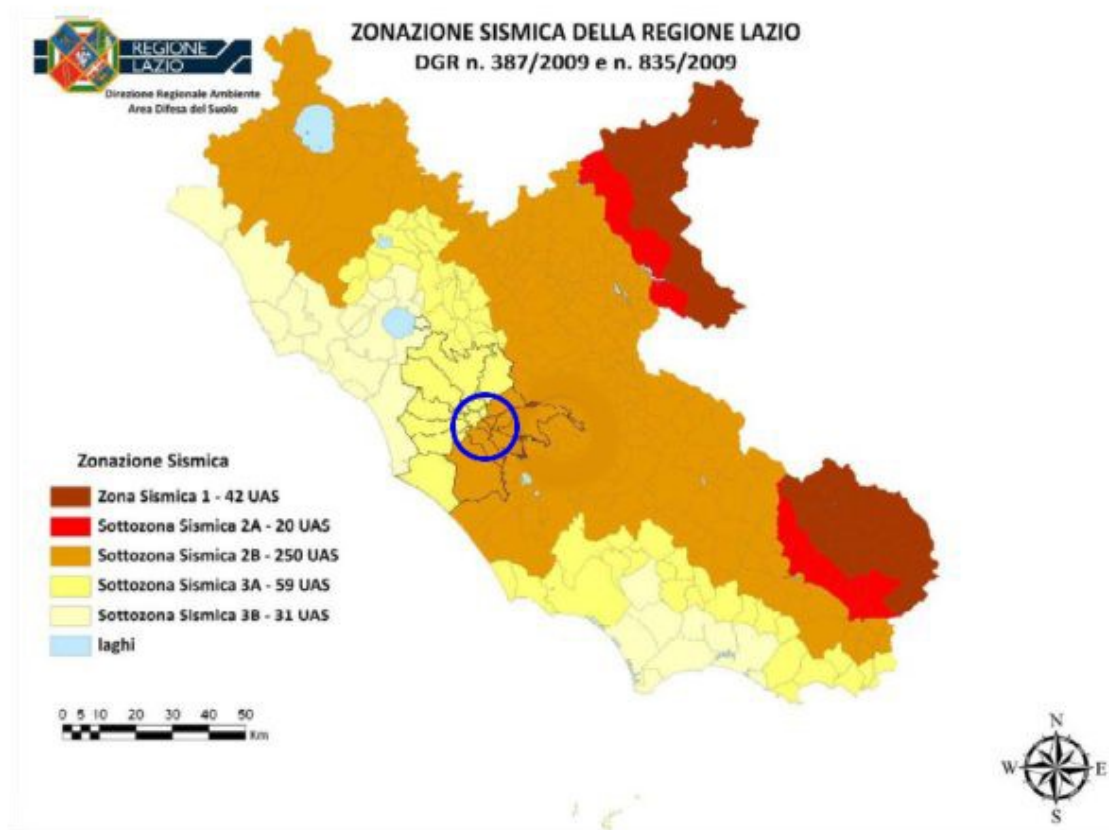 ZONAZIONE SISMICA DELLA REGIONE LAZIO
DGR n. 387/2009 e n. 835/2009
REGIONE
LAZIO
Direzione Regionale Ambiente
Area Difesa del Suolo
Zonazione Sismica
Zona Sismica 1 - 42 UAS
Sottozona Sismica 2A - 20 UAS
Sottozona Sismica 2B - 250 UAS
Sottozona Sismica 3A - 59 UAS
Sottozona Sismica 3B - 31 UAS
laghi
0 5 10 20 30 40 50
Km
N
W E
S